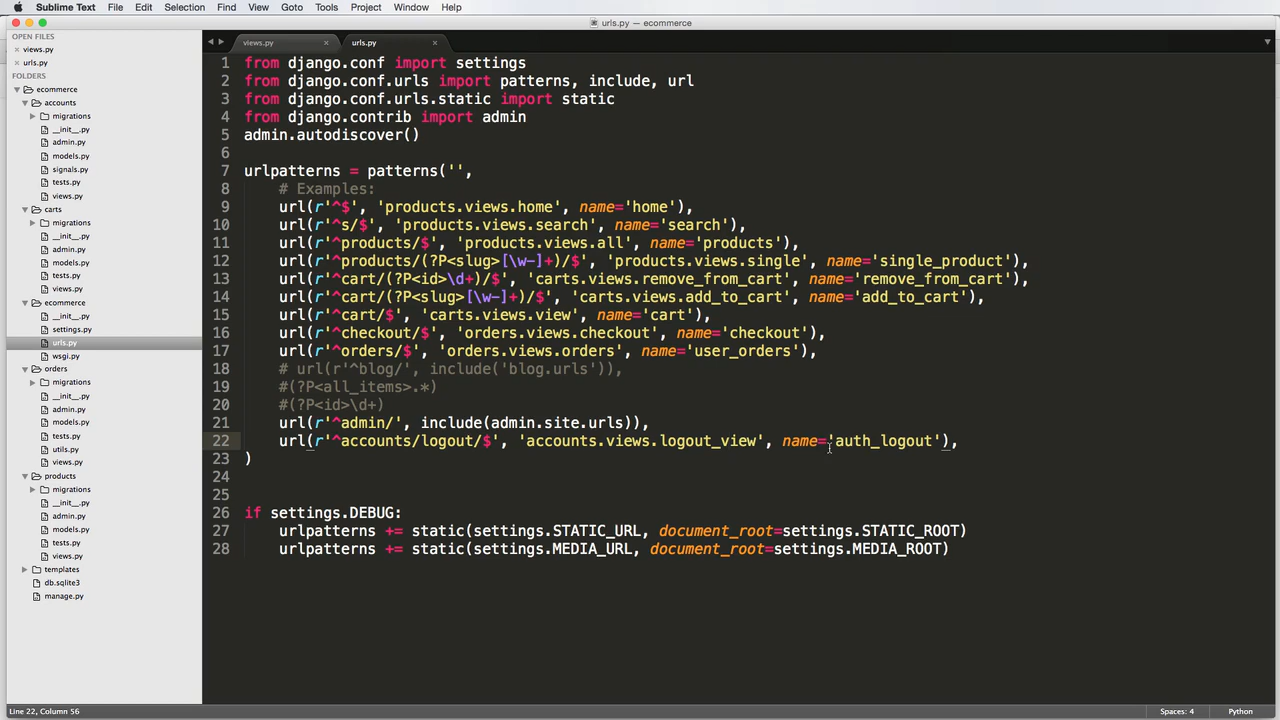 Sublime Text File Edit Selection Find View Goto Tools Project Window Help
urls.py — ecommerce
OPEN FILES
views.py
urls.py
FOLDERS
ecommerce
accounts
migrations
__init__.py
admin.py
models.py
signals.py
tests.py
views.py
carts
migrations
__init__.py
admin.py
models.py
tests.py
views.py
ecommerce
__init__.py
settings.py
urls.py
wsgi.py
orders
migrations
__init__.py
admin.py
models.py
tests.py
utils.py
views.py
products
migrations
__init__.py
admin.py
models.py
tests.py
views.py
templates
db.sqlite3
manage.py
views.py urls.py
1 from django.conf import settings
2 from django.conf.urls import patterns, include, url
3 from django.conf.urls.static import static
4 from django.contrib import admin
5 admin.autodiscover()
6
7 urlpatterns = patterns('',
8     # Examples:
9     url(r'^$', 'products.views.home', name='home'),
10     url(r'^s/$', 'products.views.search', name='search'),
11     url(r'^products/$', 'products.views.all', name='products'),
12     url(r'^products/(?P<slug>[\w-]+)/$', 'products.views.single', name='single_product'),
13     url(r'^cart/(?P<id>\d+)/$', 'carts.views.remove_from_cart', name='remove_from_cart'),
14     url(r'^cart/(?P<slug>[\w-]+)/$', 'carts.views.add_to_cart', name='add_to_cart'),
15     url(r'^cart/$', 'carts.views.view', name='cart'),
16     url(r'^checkout/$', 'orders.views.checkout', name='checkout'),
17     url(r'^orders/$', 'orders.views.orders', name='user_orders'),
18     # url(r'^blog/', include('blog.urls')),
19     #(?P<all_items>.*)
20     #(?P<id>\d+)
21     url(r'^admin/', include(admin.site.urls)),
22     url(r'^accounts/logout/$', 'accounts.views.logout_view', name='auth_logout'),
23 )
24
25
26 if settings.DEBUG:
27     urlpatterns += static(settings.STATIC_URL, document_root=settings.STATIC_ROOT)
28     urlpatterns += static(settings.MEDIA_URL, document_root=settings.MEDIA_ROOT)
Line 22, Column 56 Spaces: 4 Python